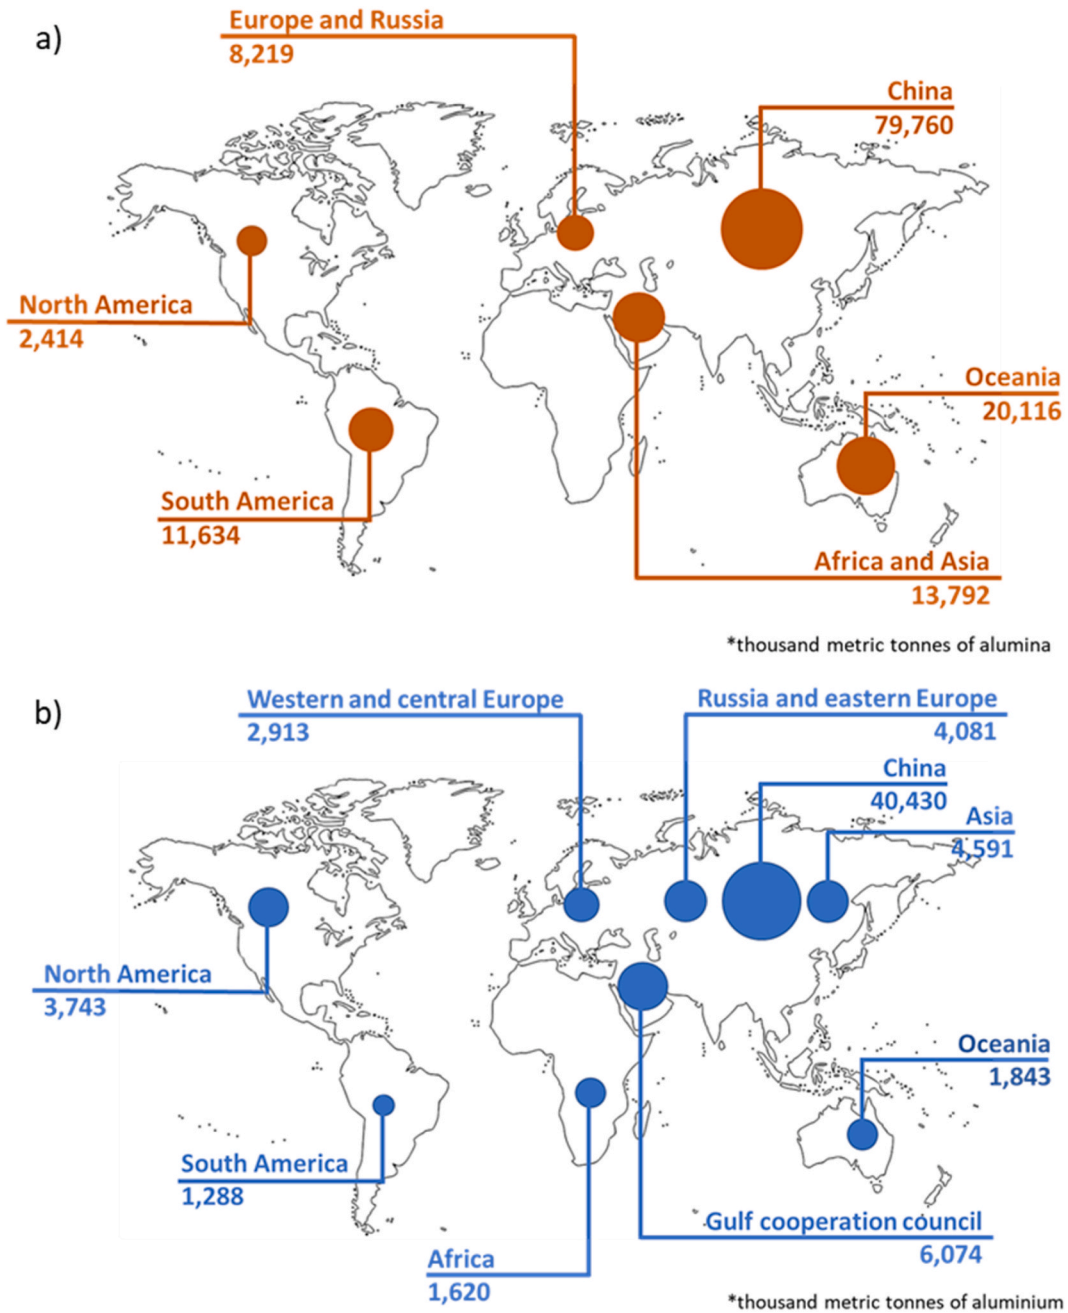 a)
Europe and Russia
8,219
China
79,760
North America
2,414
Oceania
20,116
South America
11,634
Africa and Asia
13,792
*thousand metric tonnes of alumina
b)
Western and central Europe
2,913
Russia and eastern Europe
4,081
China
40,430
Asia
4,591
North America
3,743
Oceania
1,843
South America
1,288
Gulf cooperation council
6,074
Africa
1,620
*thousand metric tonnes of aluminium